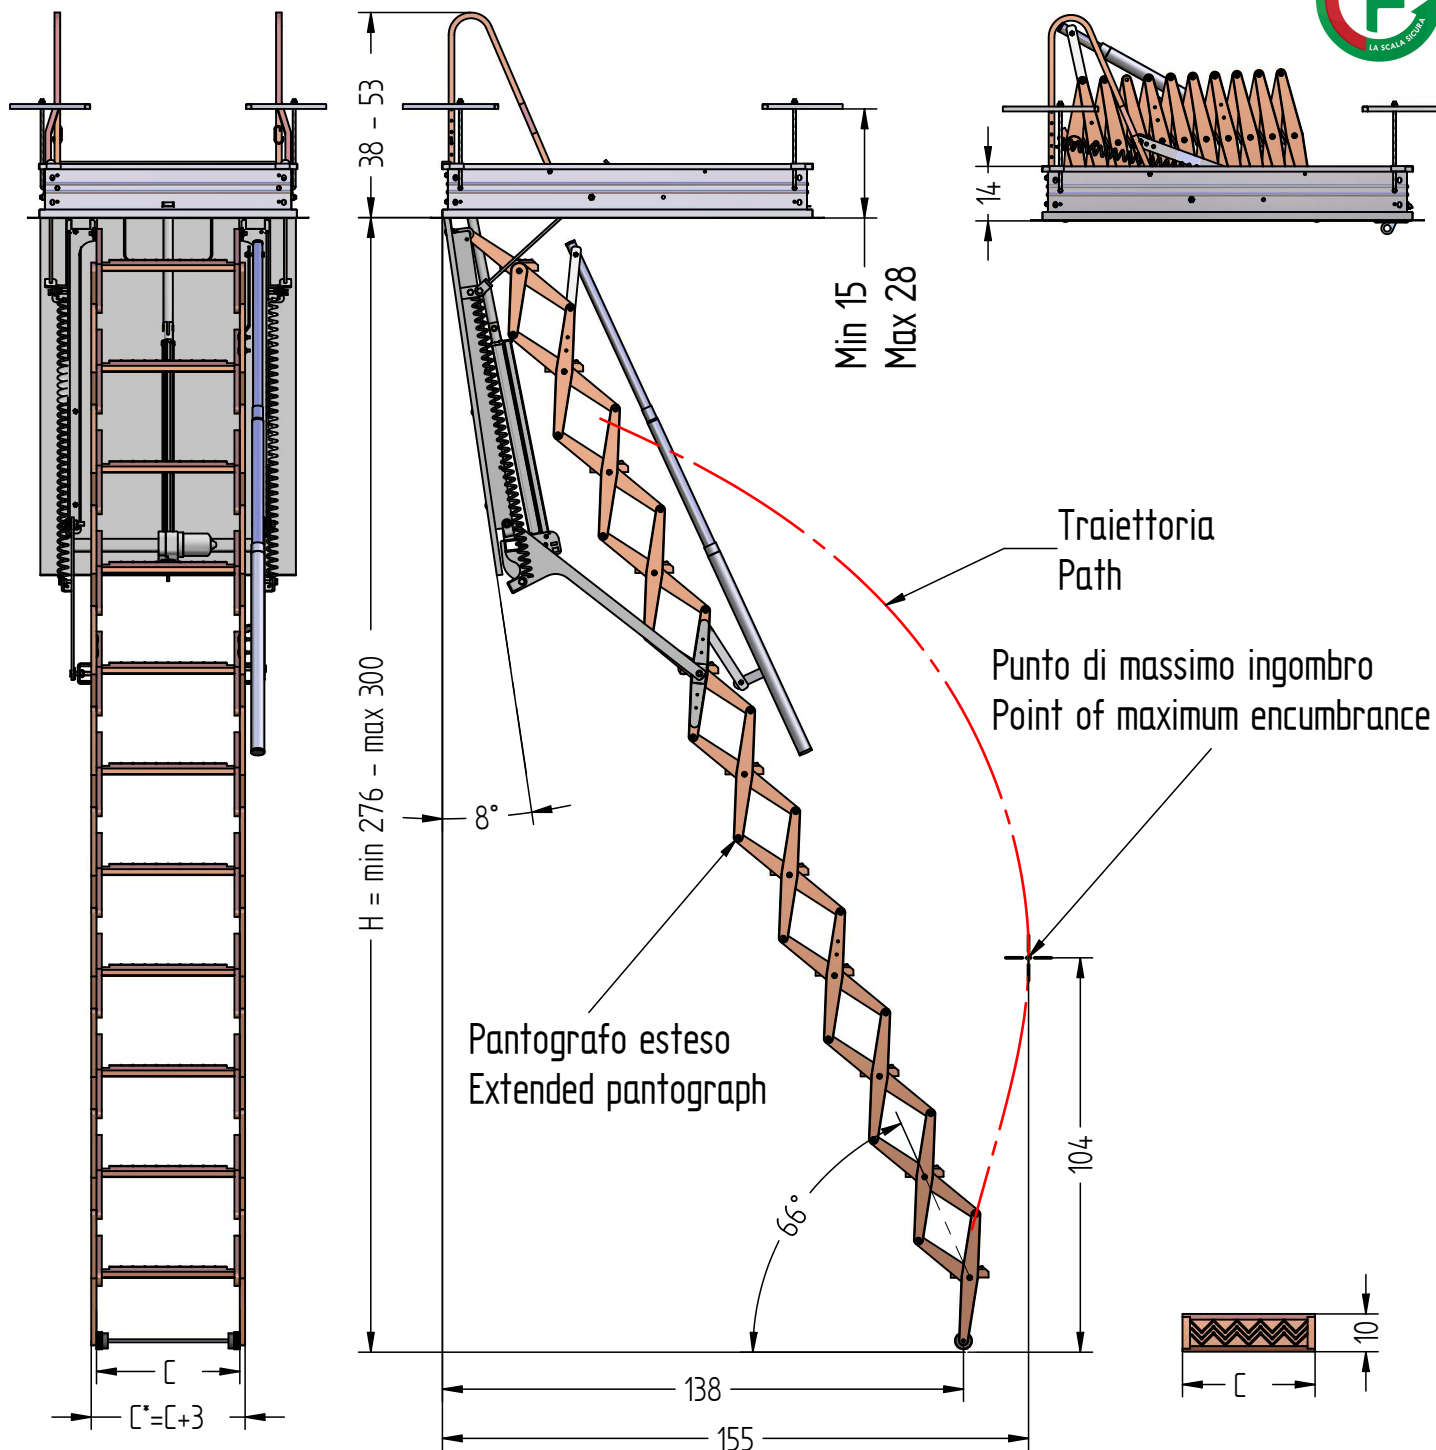 LA SCALA SICURA
38 - 53
14
Min 15
Max 28
Traiettoria
Path
Punto di massimo ingombro
Point of maximum encumbrance
H = min 276 - max 300
8°
Pantografo esteso
Extended pantograph
66°
104
10
C
C*=C+3
138
155
C